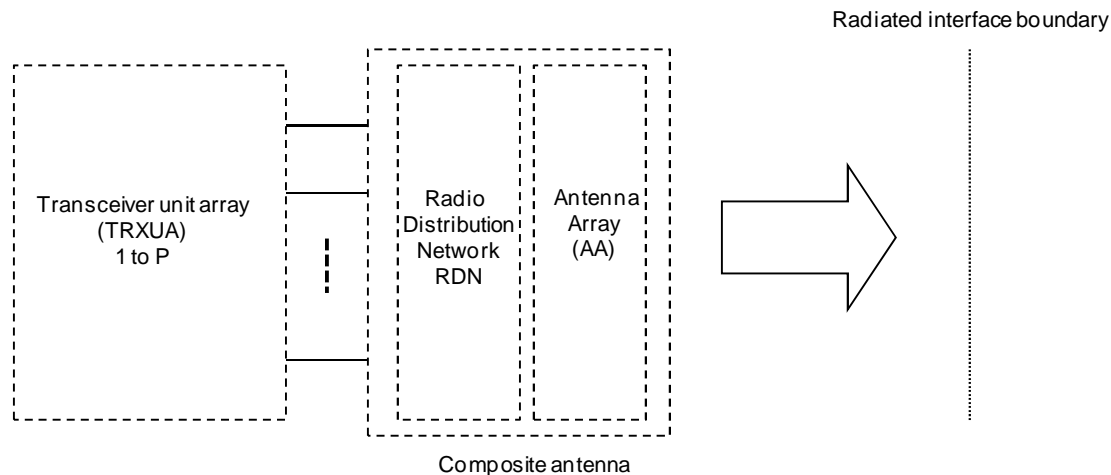 Radiated interface boundary
Transceiver unit array
(TRXUA)
1 to P
Radio
Distribution
Network
RDN
Antenna
Array
(AA)
Composite antenna